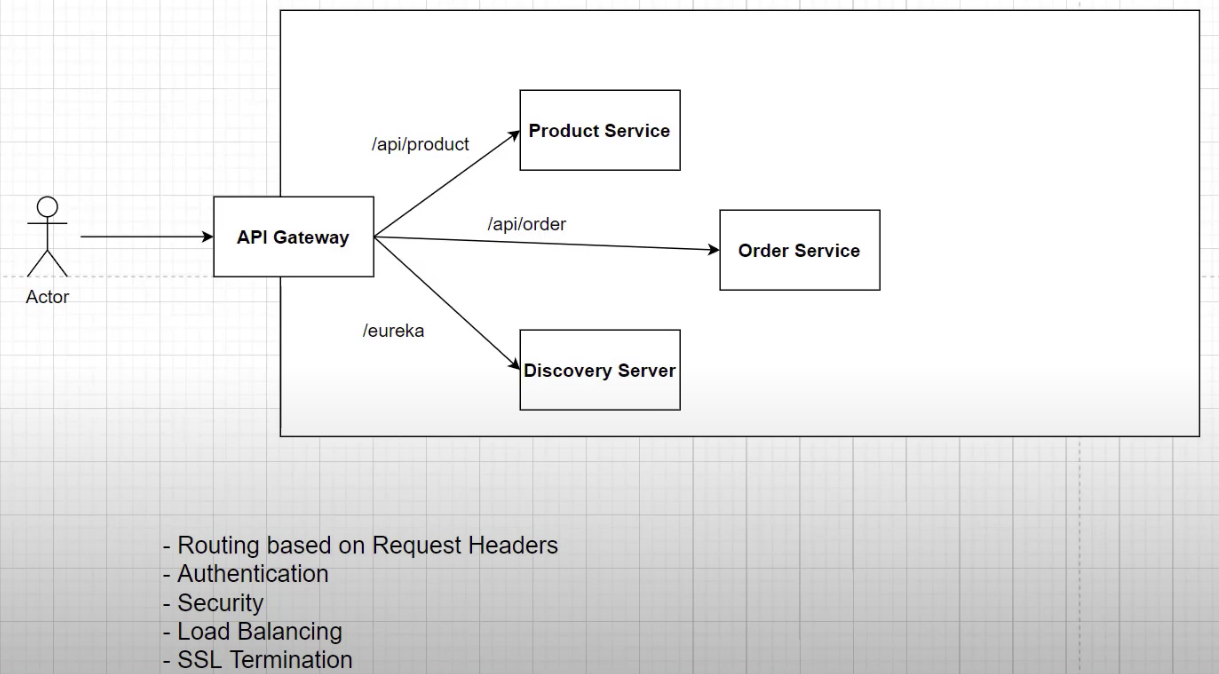 /api/product
Product Service
/api/order
API Gateway
Order Service
Actor
/eureka
Discovery Server
- Routing based on Request Headers
- Authentication
- Security
- Load Balancing
- SSL Termination